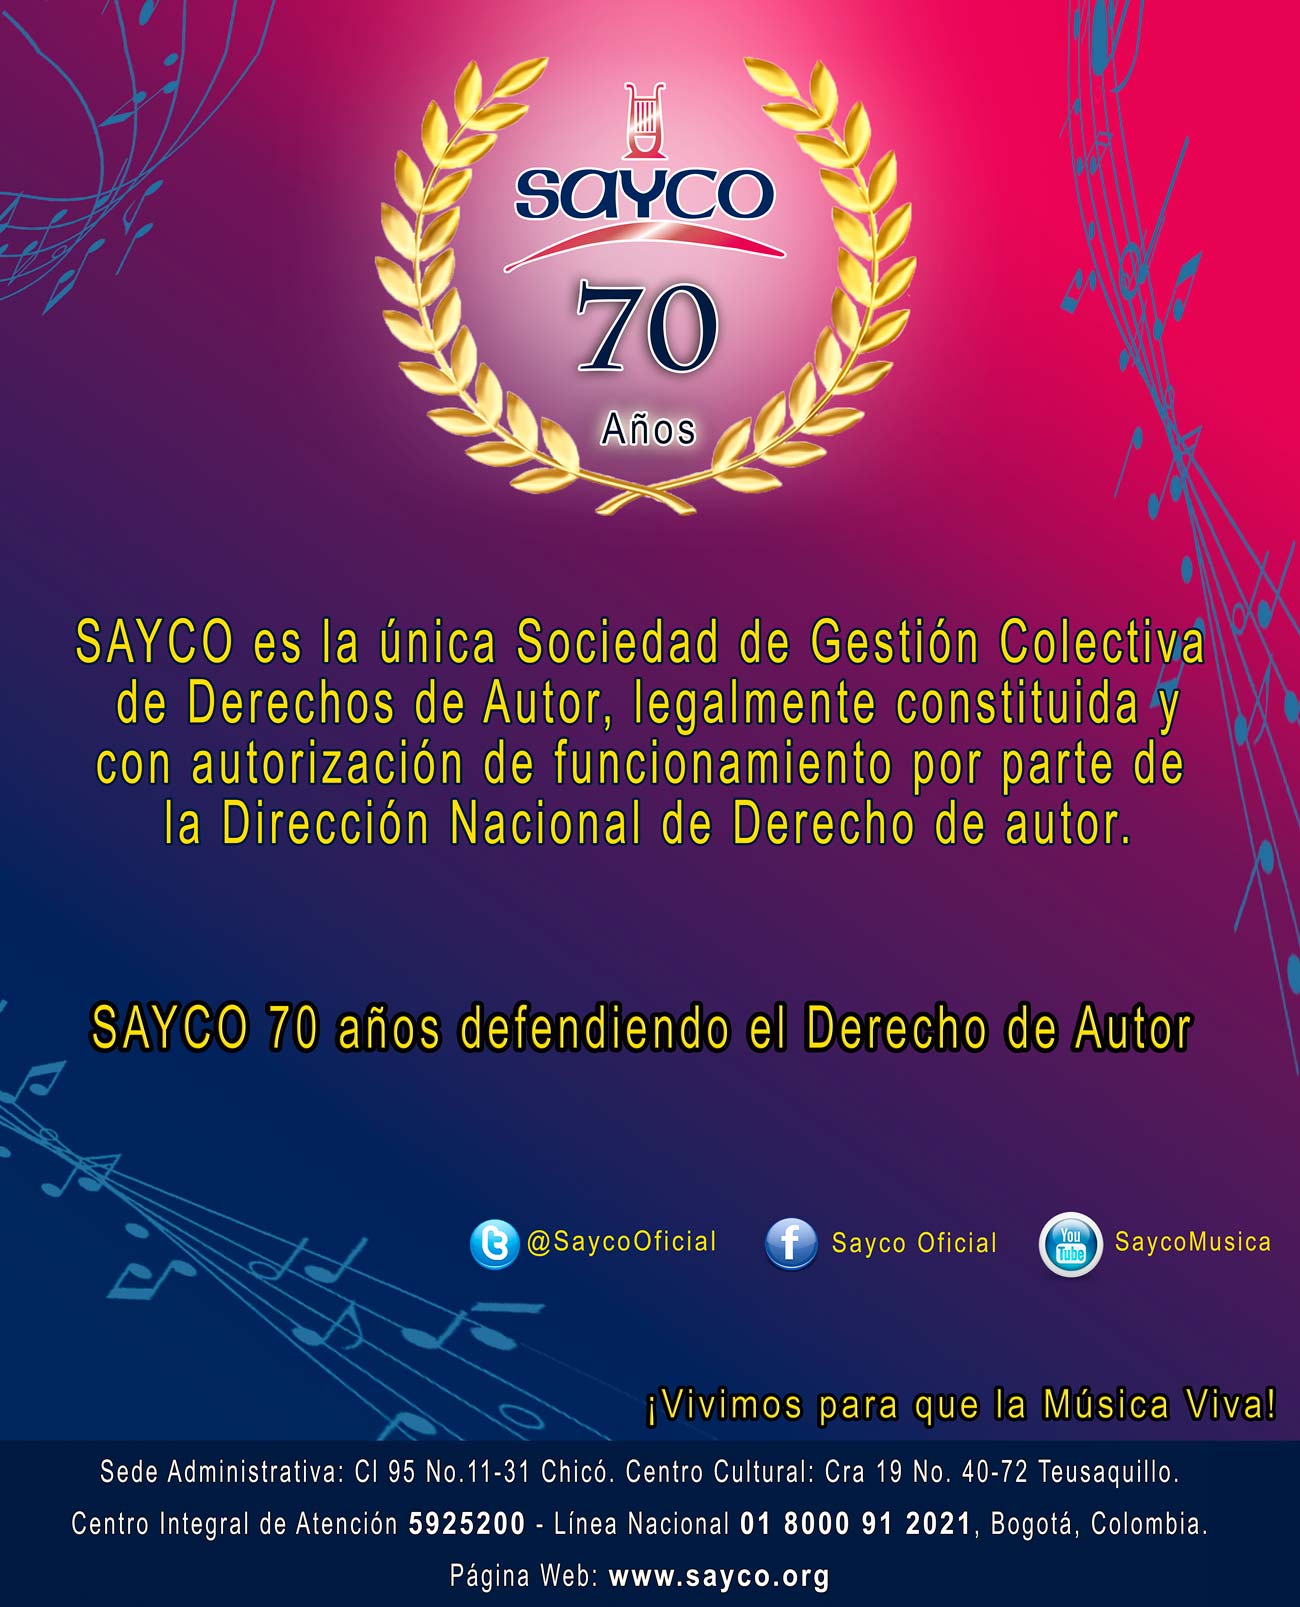 SAYCO
70
Años
SAYCO es la única Sociedad de Gestión Colectiva
de Derechos de Autor, legalmente constituida y
con autorización de funcionamiento por parte de
la Dirección Nacional de Derecho de autor.
SAYCO 70 años defendiendo el Derecho de Autor
t @SaycoOficial f Sayco Oficial You Tube SaycoMusica
¡Vivimos para que la Música Viva!
Sede Administrativa: Cl 95 No.11-31 Chicó. Centro Cultural: Cra 19 No. 40-72 Teusaquillo.
Centro Integral de Atención 5925200 - Línea Nacional 01 8000 91 2021, Bogotá, Colombia.
Página Web: www.sayco.org